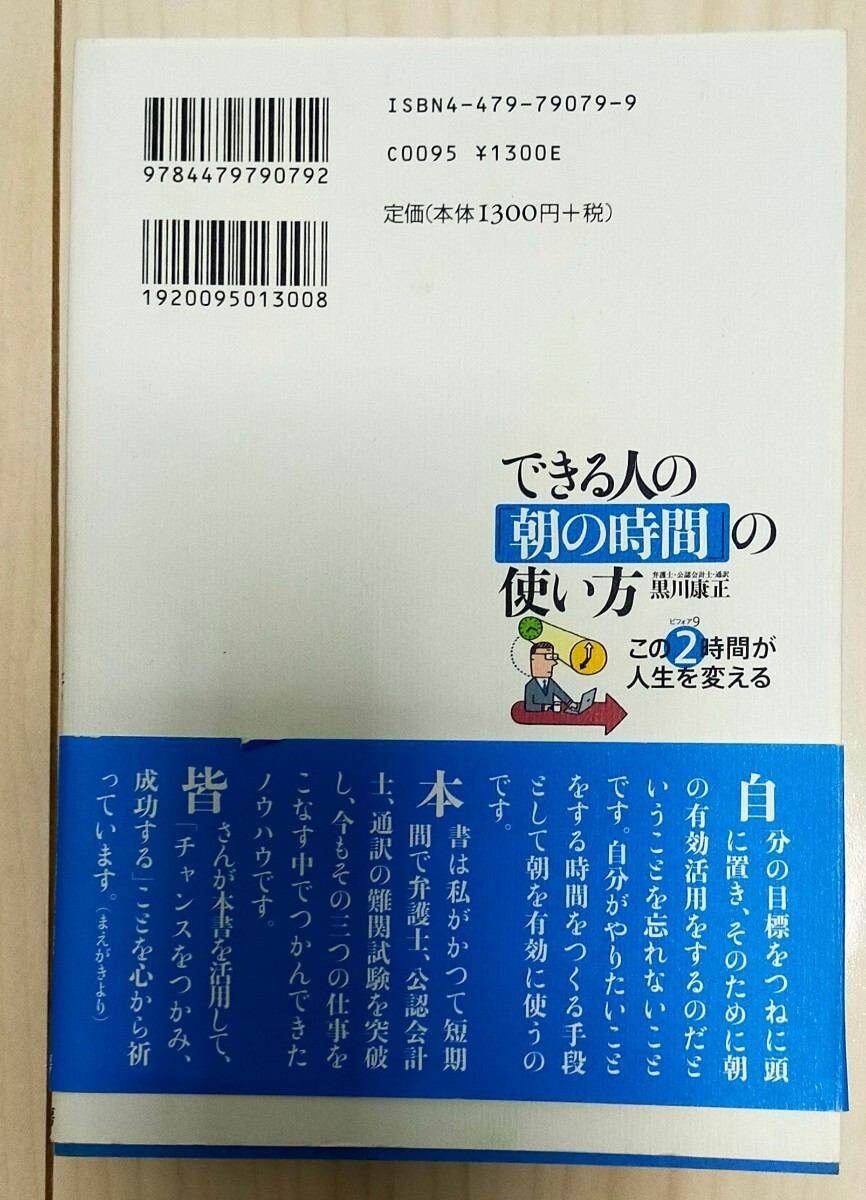 ISBN4-479-79079-9
C0095 ¥1300E
定価(本体1300円+税)
9784479790792
1920095013008
できる人の
「朝の時間」の
使い方
弁護士・公認会計士・通訳
黒川康正
ビフォア9
この2時間が
人生を変える
自分の目標をつねに頭
に置き、そのために朝
の有効活用をするのだと
いうことを忘れないこと
です。自分がやりたいこと
をする時間をつくる手段
として朝を有効に使うの
です。
本書は私がかつて短期
間で弁護士、公認会計
士、通訳の難関試験を突破
し、今もその三つの仕事を
こなす中でつかんできた
ノウハウです。
皆さんが本書を活用して、
「チャンスをつかみ、
成功する」ことを心から祈
っています。(まえがきより)